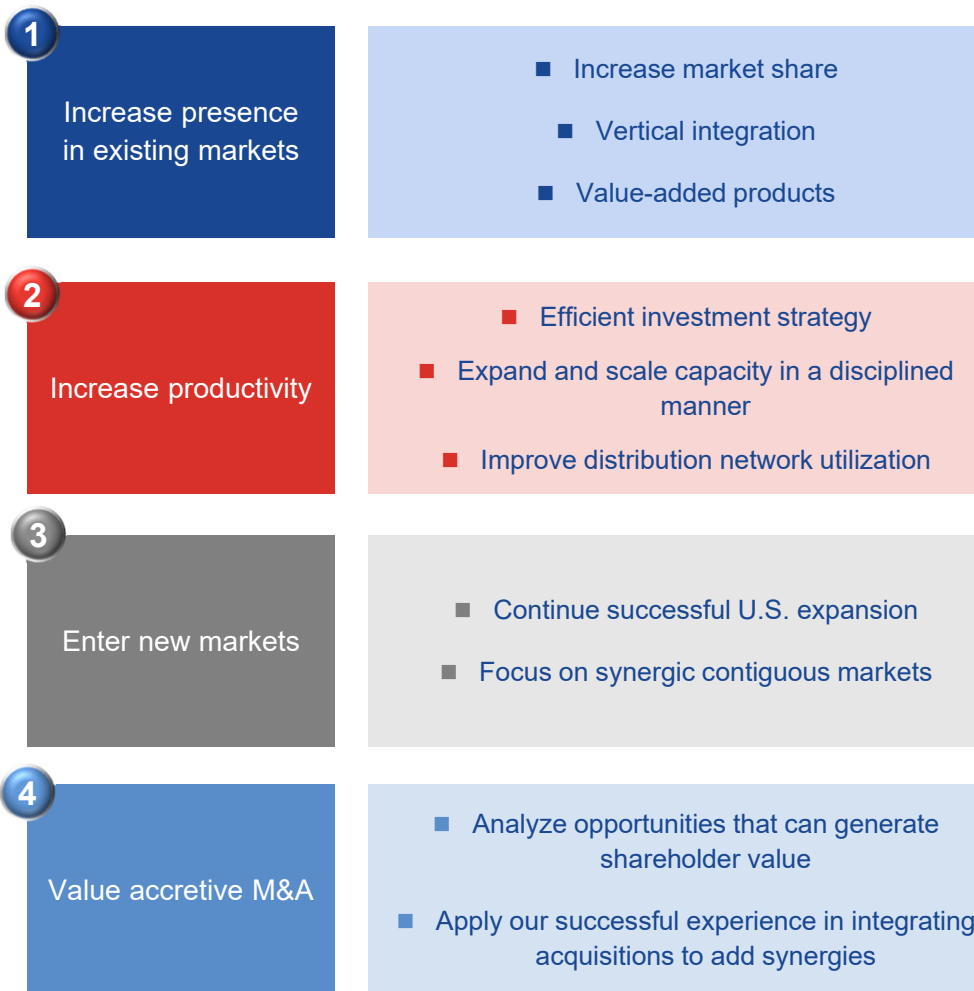 1
Increase presence
in existing markets
Increase market share
Vertical integration
Value-added products
2
Increase productivity
Efficient investment strategy
Expand and scale capacity in a disciplined
manner
Improve distribution network utilization
3
Enter new markets
Continue successful U.S. expansion
Focus on synergic contiguous markets
4
Value accretive M&A
Analyze opportunities that can generate
shareholder value
Apply our successful experience in integrating
acquisitions to add synergies